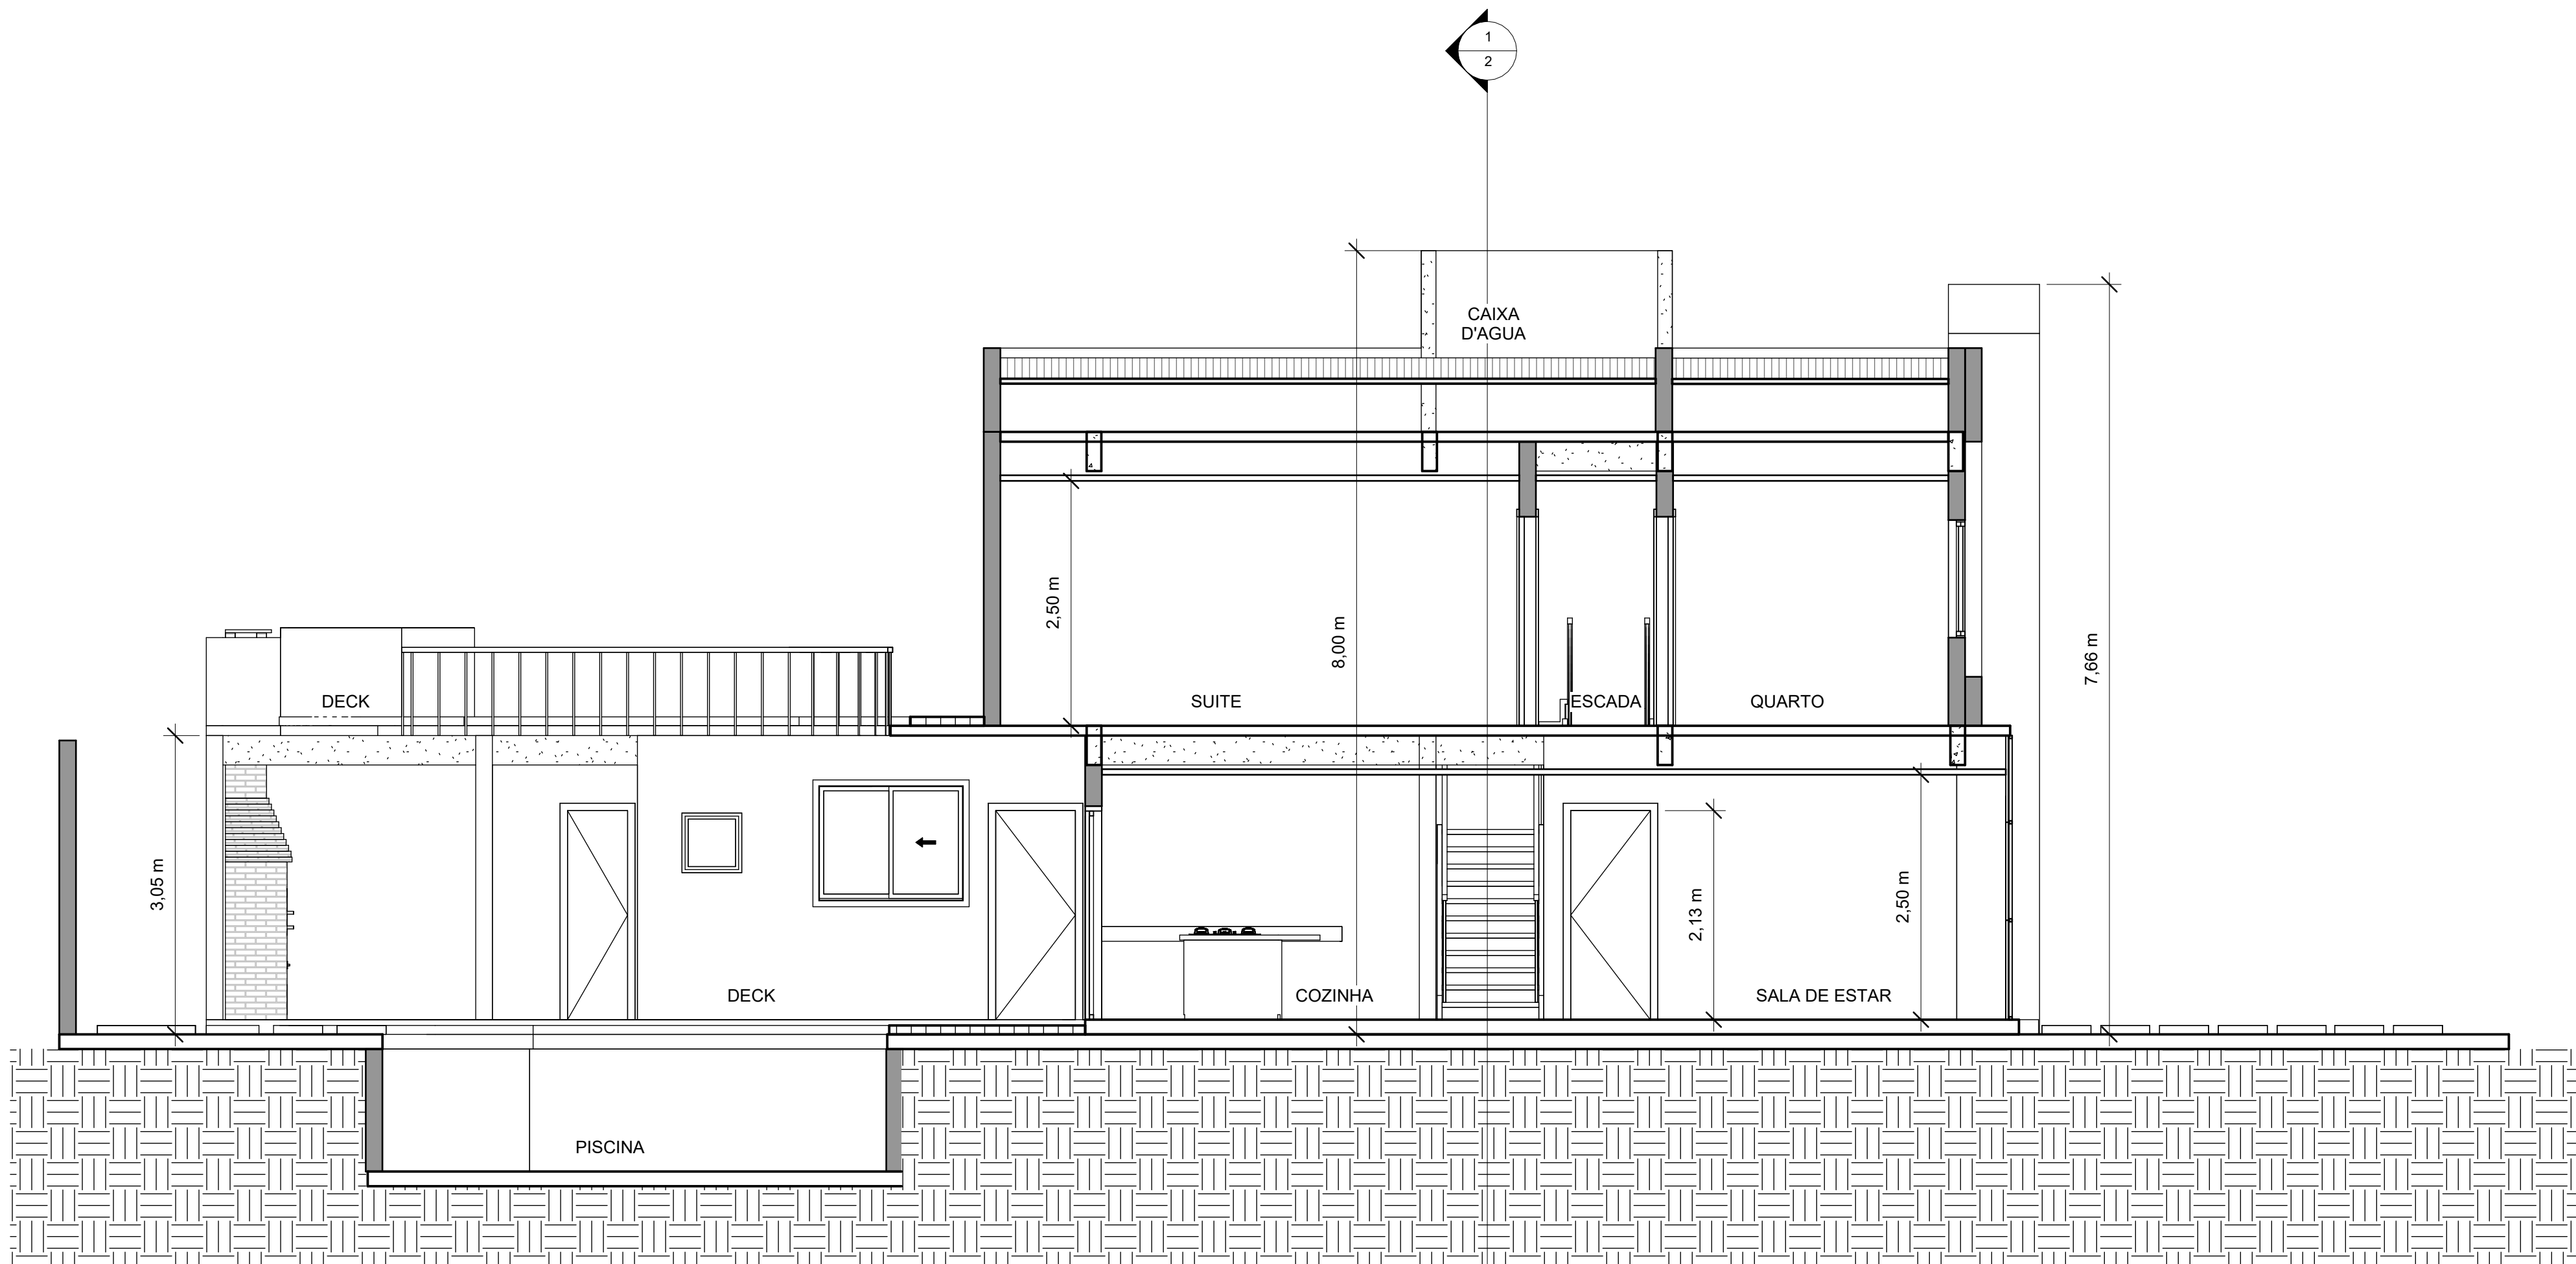 1
2
CAIXA
D'AGUA
2,50 m
8,00 m
7,66 m
DECK
SUITE
ESCADA
QUARTO
3,05 m
2,13 m
2,50 m
DECK
COZINHA
SALA DE ESTAR
PISCINA